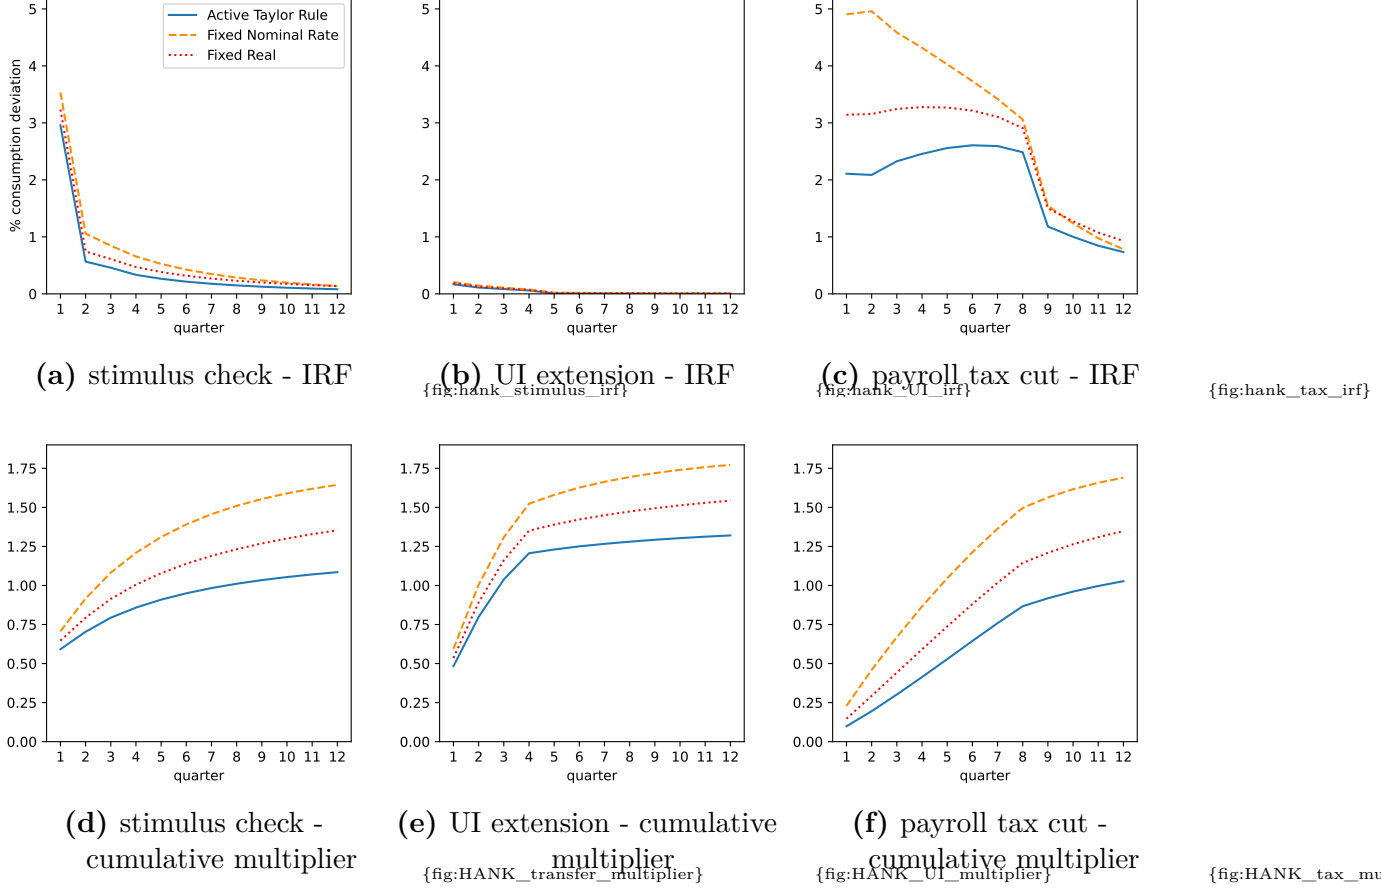 5
4
3
2
1
0
% consumption deviation
Active Taylor Rule
Fixed Nominal Rate
Fixed Real
1 2 3 4 5 6 7 8 9 10 11 12
quarter
5
4
3
2
1
0
1 2 3 4 5 6 7 8 9 10 11 12
quarter
5
4
3
2
1
0
1 2 3 4 5 6 7 8 9 10 11 12
quarter
(a) stimulus check - IRF
(b) UI extension - IRF
(c) payroll tax cut - IRF
{fig:hank_stimulus_irf}
{fig:hank_UI_irf}
{fig:hank_tax_irf}
1.75
1.50
1.25
1.00
0.75
0.50
0.25
0.00
1 2 3 4 5 6 7 8 9 10 11 12
quarter
1.75
1.50
1.25
1.00
0.75
0.50
0.25
0.00
1 2 3 4 5 6 7 8 9 10 11 12
quarter
1.75
1.50
1.25
1.00
0.75
0.50
0.25
0.00
1 2 3 4 5 6 7 8 9 10 11 12
quarter
(d) stimulus check -
cumulative multiplier
(e) UI extension - cumulative
multiplier
(f) payroll tax cut -
cumulative multiplier
{fig:HANK_transfer_multiplier}
{fig:HANK_UI_multiplier}
{fig:HANK_tax_mu